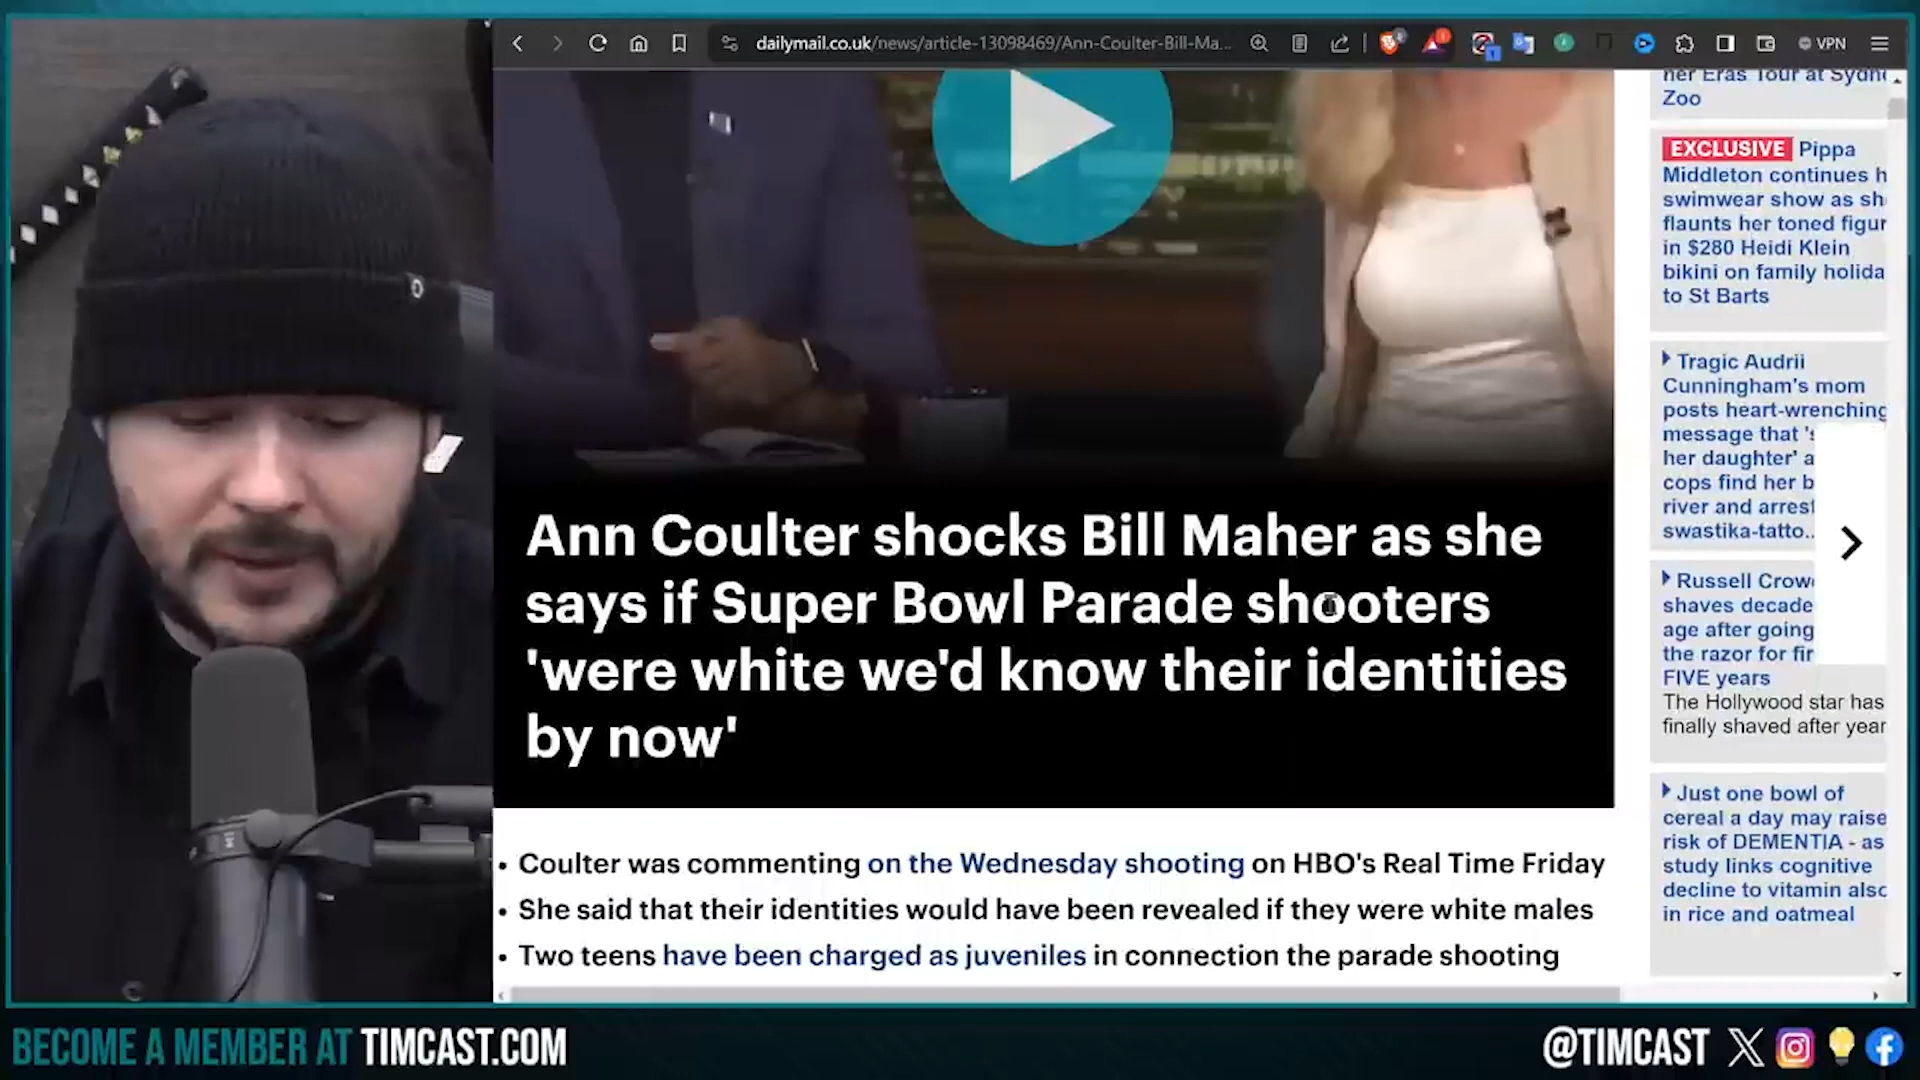 dailymail.co.uk/news/article-13098469/Ann-Coulter-Bill-Ma...
VPN
her Eras Tour at Sydn
Zoo
EXCLUSIVE Pippa
Middleton continues h
swimwear show as sh
flaunts her toned figur
in $280 Heidi Klein
bikini on family holida
to St Barts
Tragic Audrii
Cunningham's mom
posts heart-wrenching
message that 's
her daughter' a
cops find her b
river and arrest
swastika-tatto...
Russell Crow
shaves decade
age after going
the razor for fir
FIVE years
The Hollywood star has
finally shaved after year
Just one bowl of
cereal a day may raise
risk of DEMENTIA - as
study links cognitive
decline to vitamin also
in rice and oatmeal
Ann Coulter shocks Bill Maher as she
says if Super Bowl Parade shooters
'were white we'd know their identities
by now'
• Coulter was commenting on the Wednesday shooting on HBO's Real Time Friday
• She said that their identities would have been revealed if they were white males
• Two teens have been charged as juveniles in connection the parade shooting
BECOME A MEMBER AT TIMCAST.COM
@TIMCAST